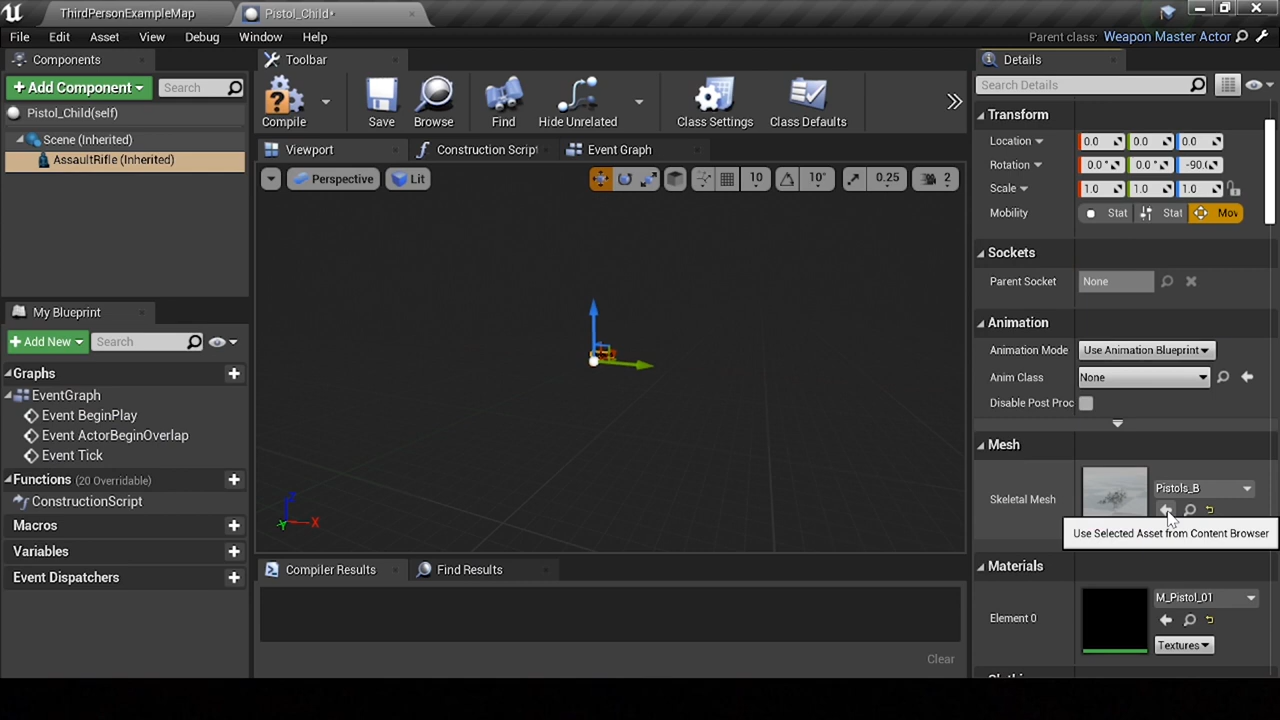 ThirdPersonExampleMap
Pistol_Child•
File Edit Asset View Debug Window Help
Parent class: Weapon Master Actor
Components
Add Component Search
Pistol_Child(self)
Scene (Inherited)
AssaultRifle (Inherited)
Toolbar
Compile Save Browse Find Hide Unrelated Class Settings Class Defaults
Viewport Construction Script Event Graph
Perspective Lit 10 10° 0.25 2
My Blueprint
Add New Search
Graphs
EventGraph
Event BeginPlay
Event ActorBeginOverlap
Event Tick
Functions (20 Overridable)
ConstructionScript
Macros
Variables
Event Dispatchers
X
Y
Compiler Results Find Results
Clear
Details
Search Details
Transform
Location 0.0 0.0 0.0
Rotation 0.0° 0.0° -90.(
Scale 1.0 1.0 1.0
Mobility Stat Stat Mov
Sockets
Parent Socket None
Animation
Animation Mode Use Animation Blueprint
Anim Class None
Disable Post Proc
Mesh
Skeletal Mesh Pistols_B
Use Selected Asset from Content Browser
Materials
Element 0 M_Pistol_01
Textures